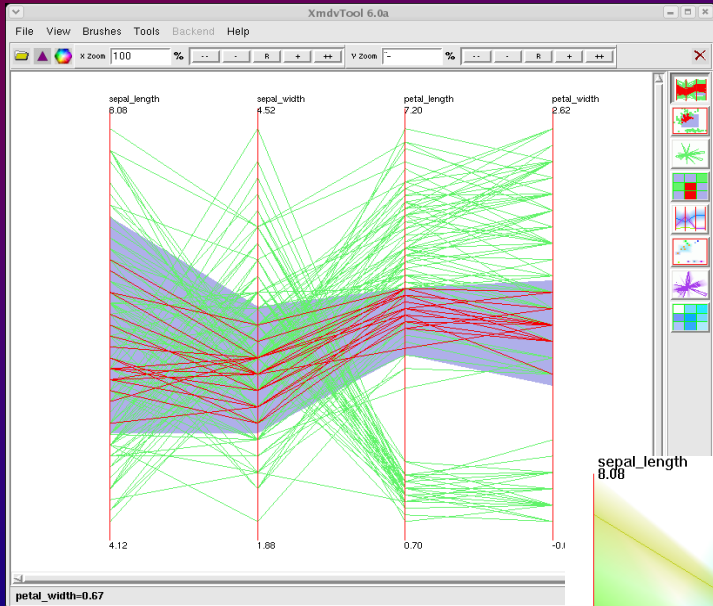 XmdvTool 6.0a
File View Brushes Tools Backend Help
X Zoom 100 % -- - R + ++ Y Zoom - % -- - R + ++
sepal_length sepal_width petal_length petal_width
8.08 4.52 7.20 2.62
4.12 1.88 0.70
sepal_length
8.08
petal_width=0.67